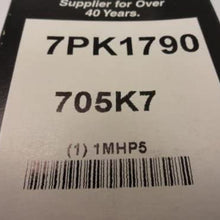 Supplier for Over
40 Years.
7PK1790
705K7
(1) 1MHP5